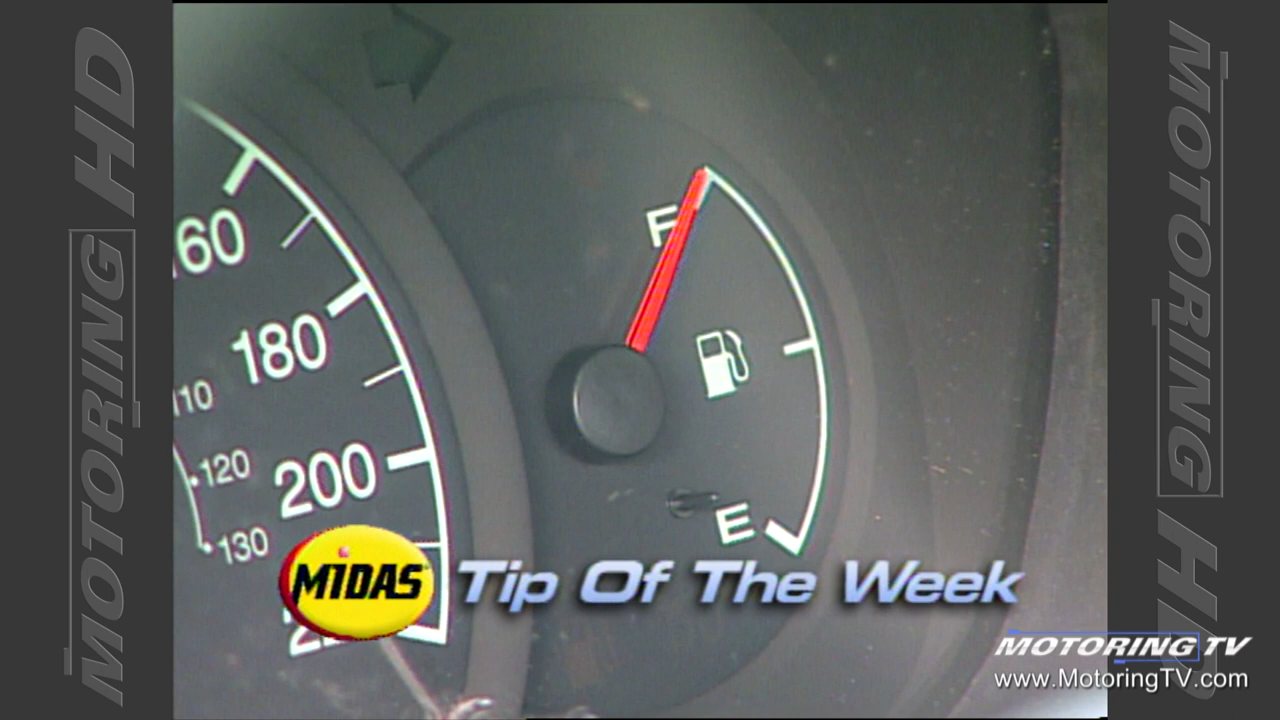 MOTORING HD
160
180
200
110
120
130
F
E
MIDAS Tip Of The Week
MOTORING TV
www.MotoringTV.com
MOTORING HD